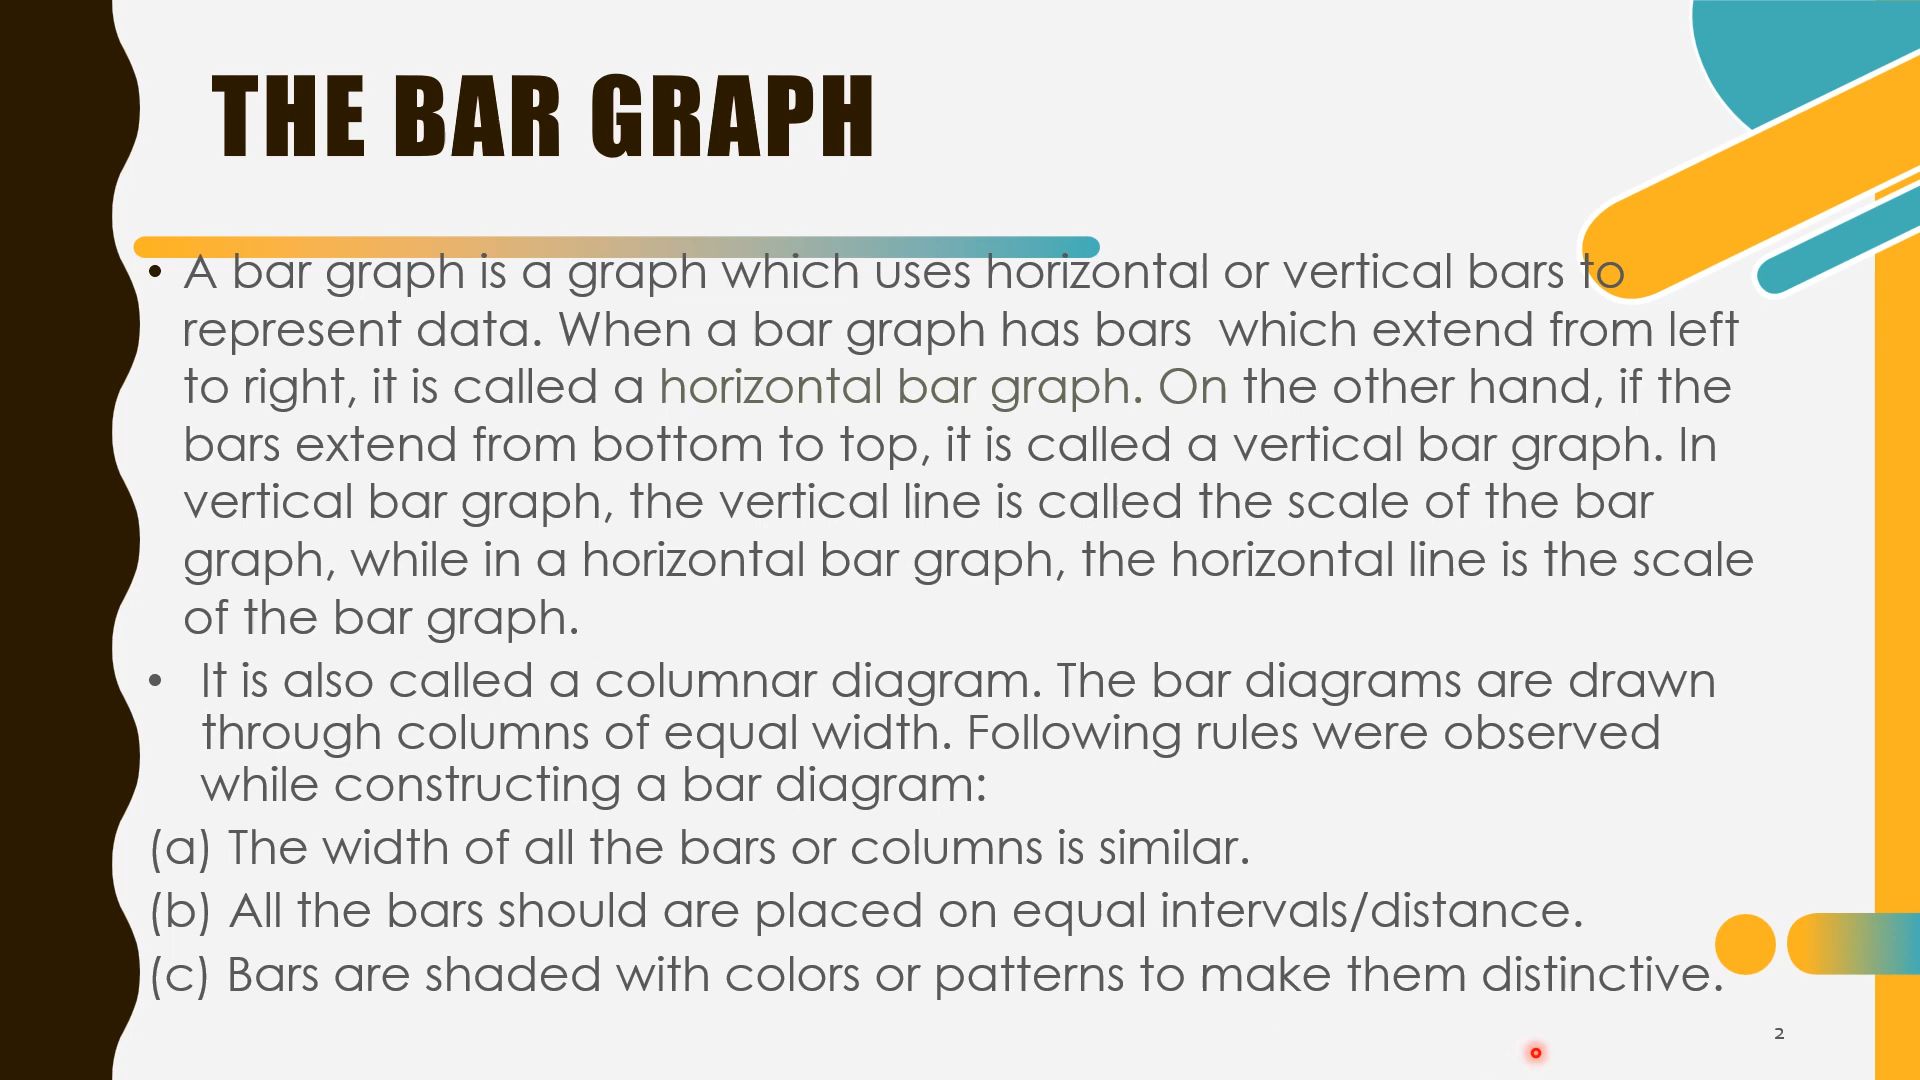 THE BAR GRAPH
• A bar graph is a graph which uses horizontal or vertical bars to
represent data. When a bar graph has bars  which extend from left
to right, it is called a horizontal bar graph. On the other hand, if the
bars extend from bottom to top, it is called a vertical bar graph. In
vertical bar graph, the vertical line is called the scale of the bar
graph, while in a horizontal bar graph, the horizontal line is the scale
of the bar graph.
• It is also called a columnar diagram. The bar diagrams are drawn
through columns of equal width. Following rules were observed
while constructing a bar diagram:
(a) The width of all the bars or columns is similar.
(b) All the bars should are placed on equal intervals/distance.
(c) Bars are shaded with colors or patterns to make them distinctive.
2